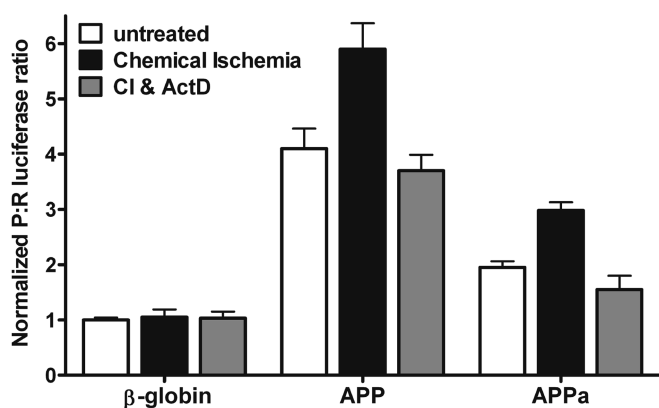 Normalized P:R luciferase ratio
6
5
4
3
2
1
0
untreated
Chemical Ischemia
CI & ActD
β-globin
APP
APPa